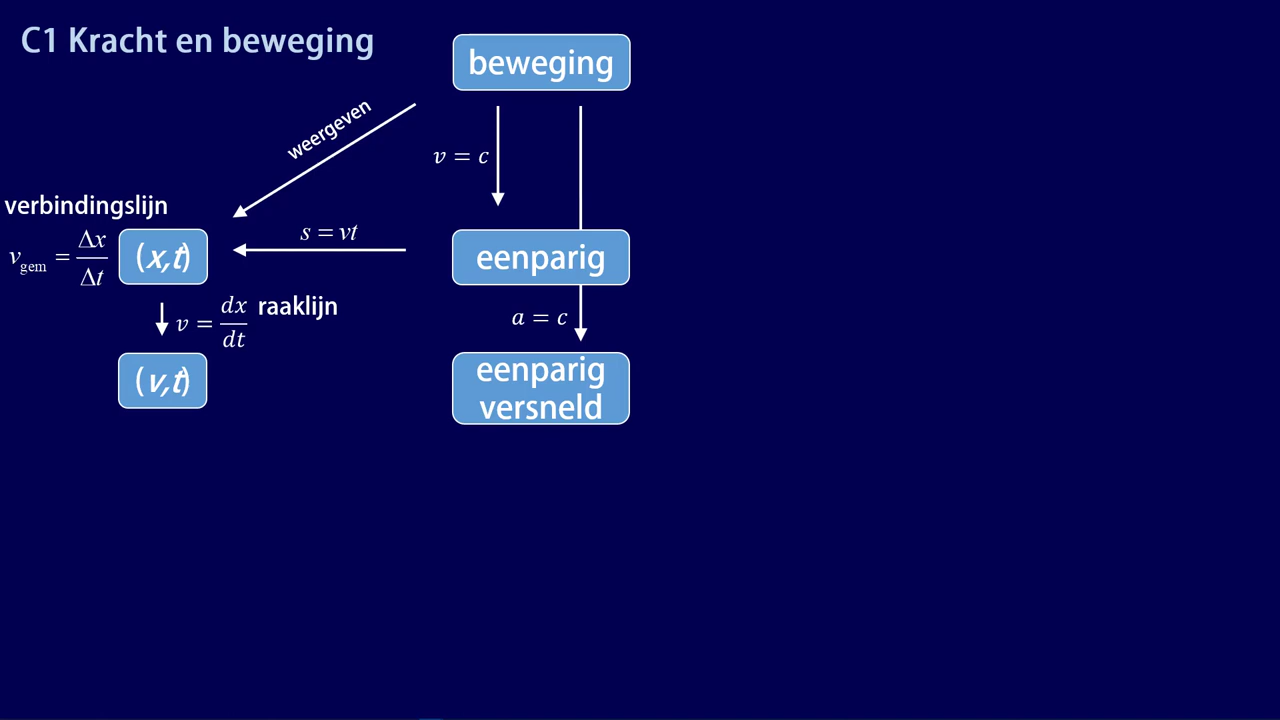 C1 Kracht en beweging
beweging
weergeven
v = c
verbindingslijn
v_gem = Δx/Δt
(x,t)
s = vt
eenparig
v = dx/dt raaklijn
a = c
(v,t)
eenparig
versneld